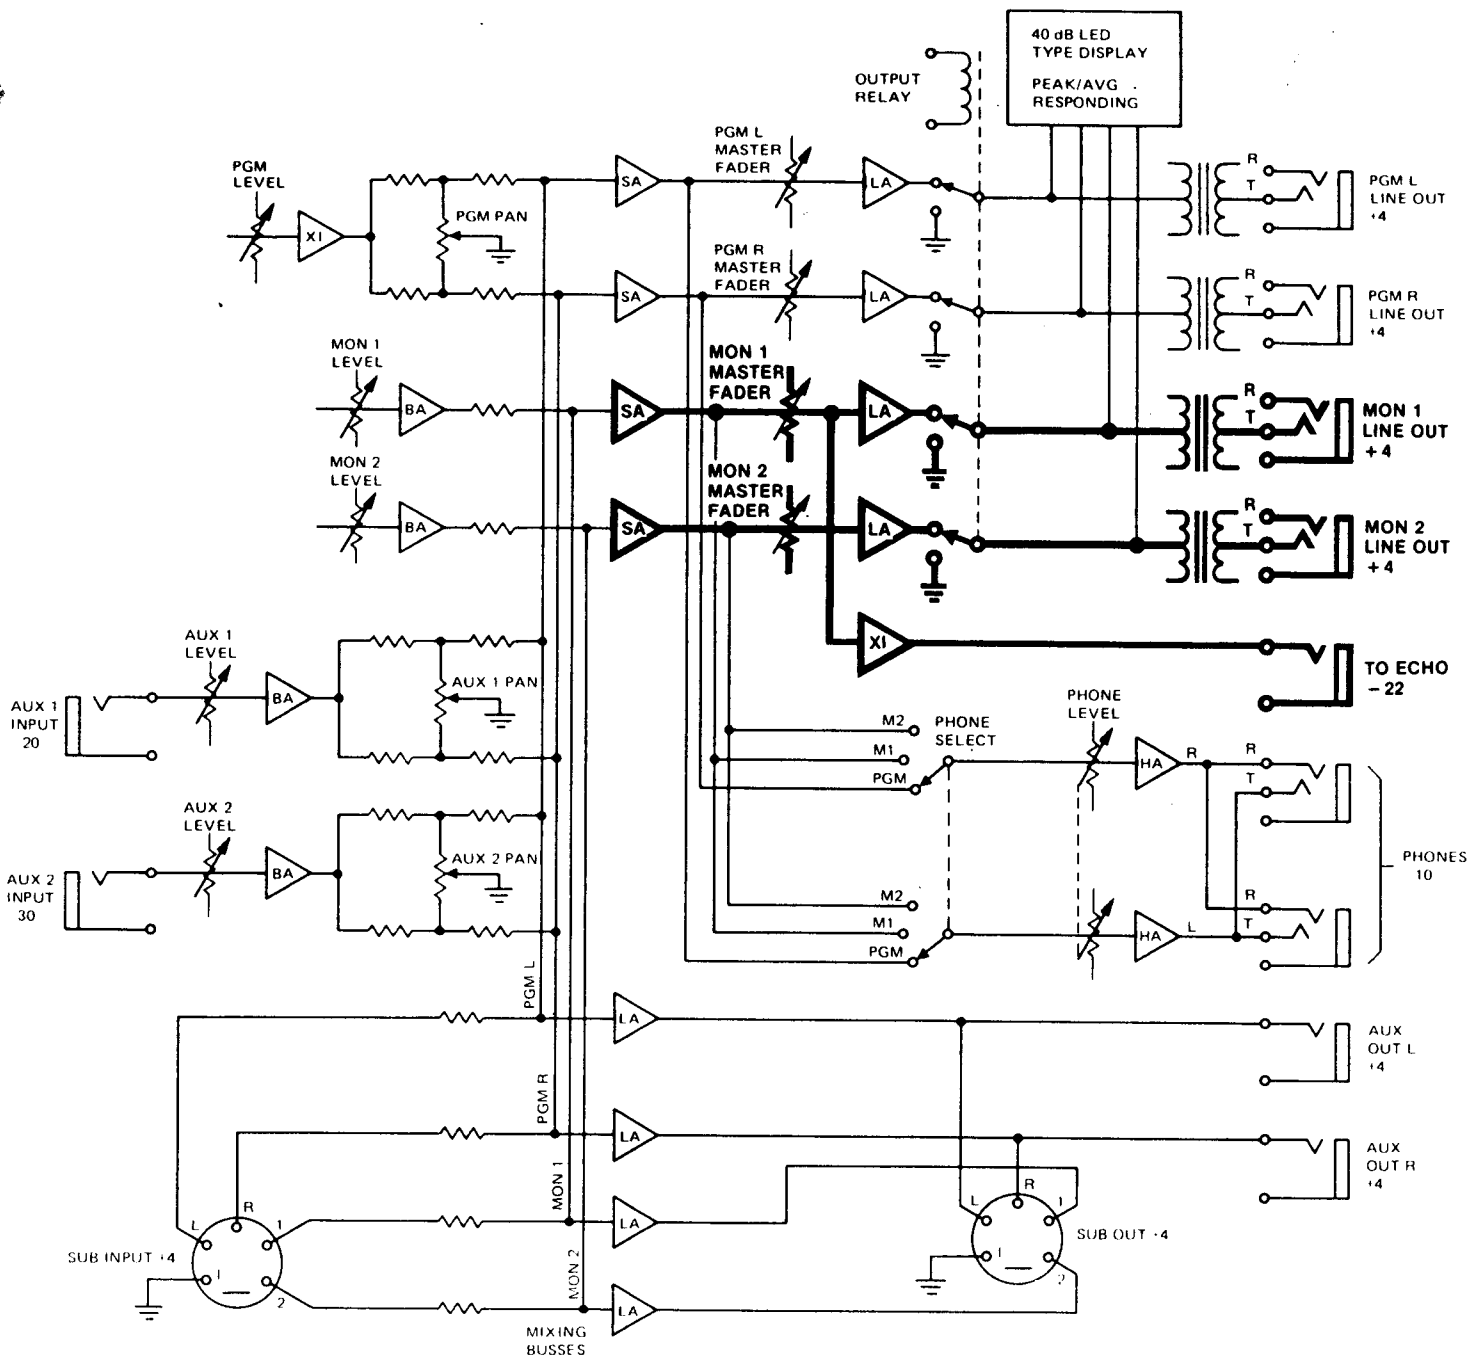 40 dB LED
TYPE DISPLAY
PEAK/AVG
RESPONDING
OUTPUT
RELAY
PGM
LEVEL
XI
PGM PAN
SA
PGM L
MASTER
FADER
LA
R
T
PGM L
LINE OUT
+4
SA
PGM R
MASTER
FADER
LA
R
T
PGM R
LINE OUT
+4
MON 1
LEVEL
BA
SA
MON 1
MASTER
FADER
LA
R
T
MON 1
LINE OUT
+4
MON 2
LEVEL
BA
SA
MON 2
MASTER
FADER
LA
R
T
MON 2
LINE OUT
+4
XI
TO ECHO
-22
AUX 1
LEVEL
AUX 1
INPUT
20
BA
AUX 1 PAN
M2
M1
PGM
PHONE
SELECT
PHONE
LEVEL
HA
R
R
T
AUX 2
LEVEL
AUX 2
INPUT
30
BA
AUX 2 PAN
M2
M1
PGM
HA
L
R
T
PHONES
10
PGM L
LA
AUX
OUT L
+4
PGM R
LA
AUX
OUT R
+4
MON 1
LA
MON 2
LA
SUB INPUT +4
L
R
1
2
I
SUB OUT +4
L
R
1
2
I
MIXING
BUSSES